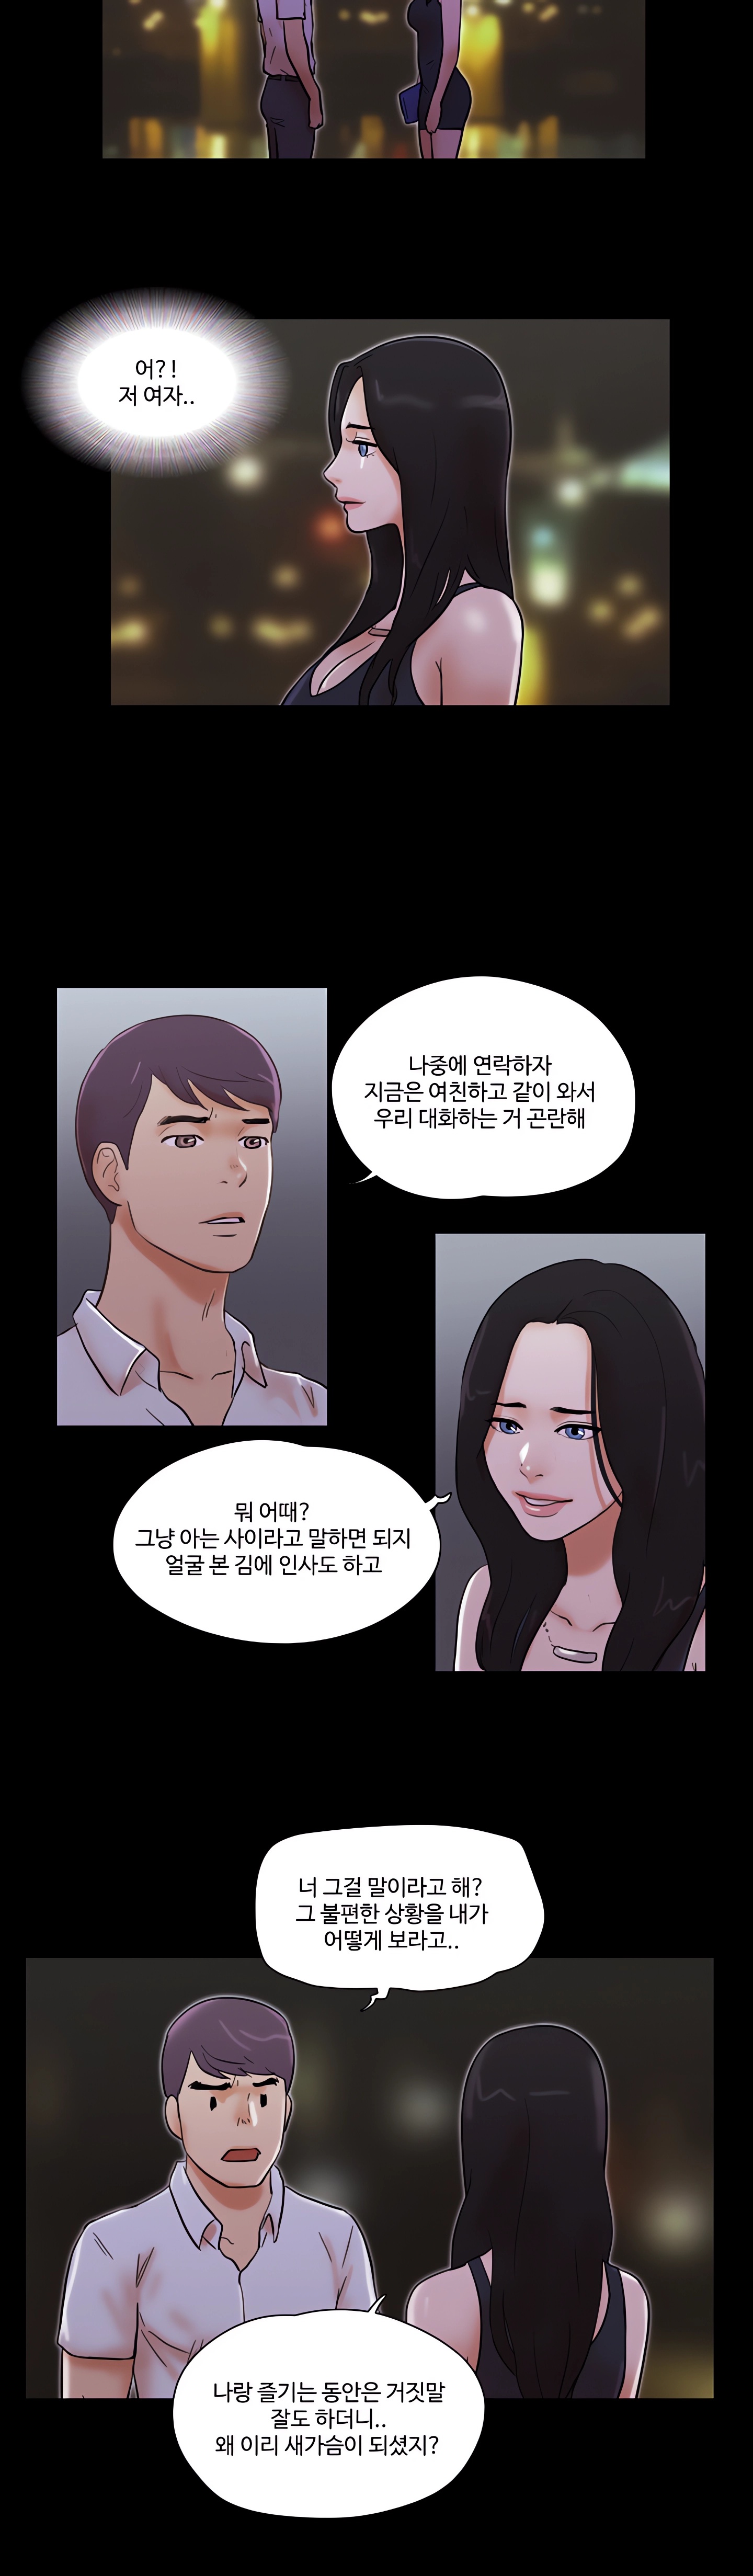 어?!
저 여자..
나중에 연락하자
지금은 여친하고 같이 와서
우리 대화하는 거 곤란해
뭐 어때?
그냥 아는 사이라고 말하면 되지
얼굴 본 김에 인사도 하고
너 그걸 말이라고 해?
그 불편한 상황을 내가
어떻게 보라고..
나랑 즐기는 동안은 거짓말
잘도 하더니..
왜 이리 새가슴이 되셨지?